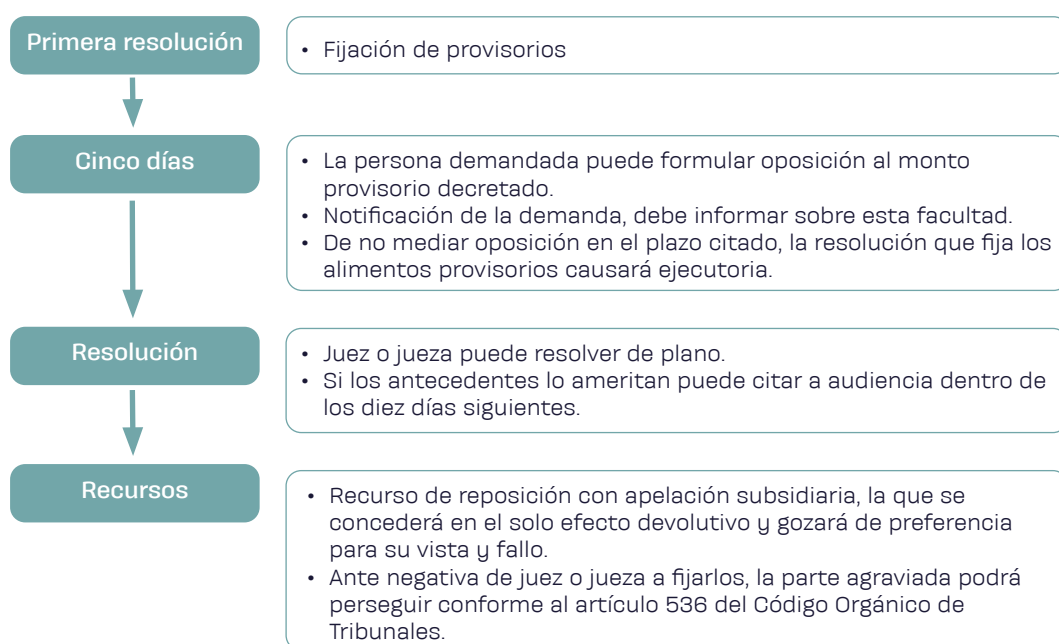 Primera resolución
• Fijación de provisorios
Cinco días
• La persona demandada puede formular oposición al monto
provisorio decretado.
• Notificación de la demanda, debe informar sobre esta facultad.
• De no mediar oposición en el plazo citado, la resolución que fija los
alimentos provisorios causará ejecutoria.
Resolución
• Juez o jueza puede resolver de plano.
• Si los antecedentes lo ameritan puede citar a audiencia dentro de
los diez días siguientes.
Recursos
• Recurso de reposición con apelación subsidiaria, la que se
concederá en el solo efecto devolutivo y gozará de preferencia
para su vista y fallo.
• Ante negativa de juez o jueza a fijarlos, la parte agraviada podrá
perseguir conforme al artículo 536 del Código Orgánico de
Tribunales.